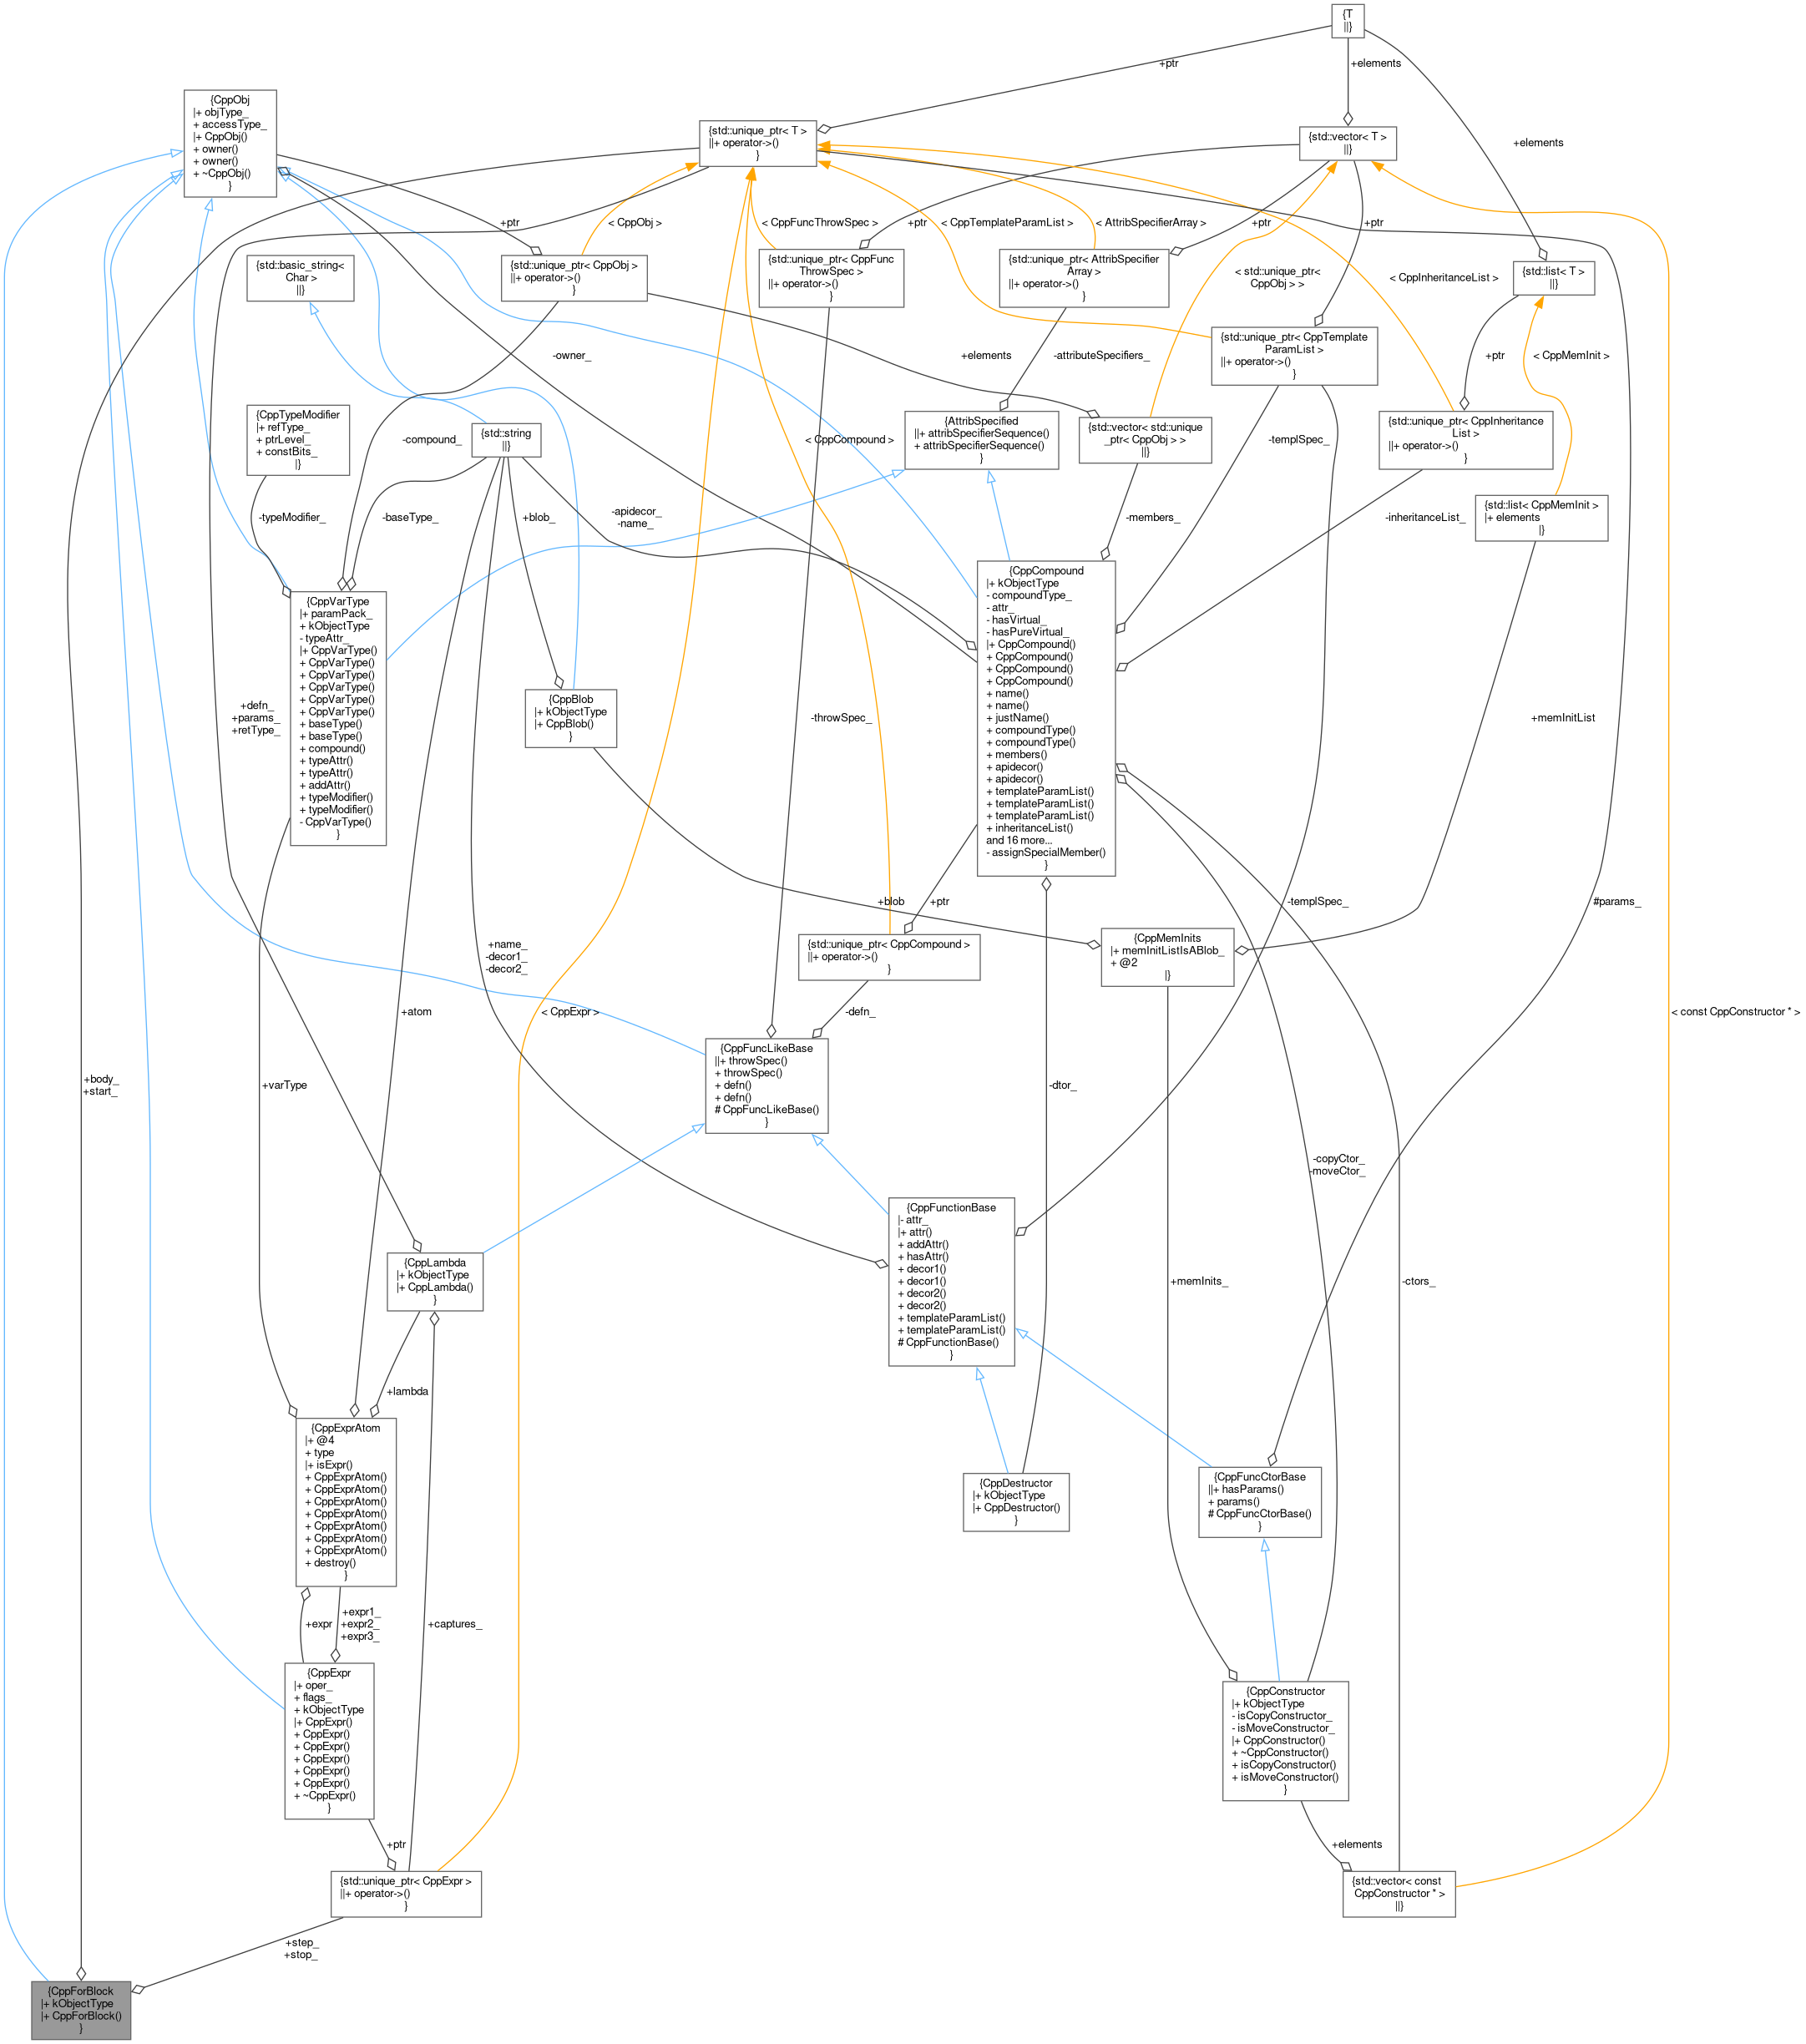 {T
||}
+ptr
+elements
+elements
{CppObj
|+ objType_
+ accessType_
|+ CppObj()
+ owner()
+ owner()
+ ~CppObj()
}
{std::unique_ptr< T >
||+ operator->()
}
{std::vector< T >
||}
+ptr
< CppObj >
< CppFuncThrowSpec >
+ptr
< CppTemplateParamList >
< AttribSpecifierArray >
+ptr
+ptr
{std::basic_string<
Char >
||}
{std::unique_ptr< CppObj >
||+ operator->()
}
{std::unique_ptr< CppFunc
ThrowSpec >
||+ operator->()
}
{std::unique_ptr< AttribSpecifier
Array >
||+ operator->()
}
< std::unique_ptr<
CppObj > >
< CppInheritanceList >
{std::list< T >
||}
-owner_
+elements
-attributeSpecifiers_
{std::unique_ptr< CppTemplate
ParamList >
||+ operator->()
}
+ptr
< CppMemInit >
{CppTypeModifier
|+ refType_
+ ptrLevel_
+ constBits_
|}
-compound_
{std::string
||}
< CppCompound >
{AttribSpecified
||+ attribSpecifierSequence()
+ attribSpecifierSequence()
}
{std::vector< std::unique
_ptr< CppObj > >
||}
-templSpec_
{std::unique_ptr< CppInheritance
List >
||+ operator->()
}
-typeModifier_
-baseType_
+blob_
-apidecor_
-name_
-members_
-inheritanceList_
{std::list< CppMemInit >
|+ elements
|}
{CppVarType
|+ paramPack_
+ kObjectType
- typeAttr_
|+ CppVarType()
+ CppVarType()
+ CppVarType()
+ CppVarType()
+ CppVarType()
+ CppVarType()
+ baseType()
+ baseType()
+ compound()
+ typeAttr()
+ typeAttr()
+ addAttr()
+ typeModifier()
+ typeModifier()
- CppVarType()
}
{CppCompound
|+ kObjectType
- compoundType_
- attr_
- hasVirtual_
- hasPureVirtual_
|+ CppCompound()
+ CppCompound()
+ CppCompound()
+ CppCompound()
+ name()
+ name()
+ justName()
+ compoundType()
+ compoundType()
+ members()
+ apidecor()
+ apidecor()
+ templateParamList()
+ templateParamList()
+ templateParamList()
+ inheritanceList()
and 16 more...
- assignSpecialMember()
}
+defn_
+params_
+retType_
{CppBlob
|+ kObjectType
|+ CppBlob()
}
-throwSpec_
+memInitList
+blob
+ptr
-templSpec_
#params_
+name_
-decor1_
-decor2_
{std::unique_ptr< CppCompound >
||+ operator->()
}
{CppMemInits
|+ memInitListIsABlob_
+ @2
|}
+atom
< CppExpr >
-defn_
< const CppConstructor * >
+body_
+start_
+varType
{CppFuncLikeBase
||+ throwSpec()
+ throwSpec()
+ defn()
+ defn()
# CppFuncLikeBase()
}
-dtor_
-copyCtor_
-moveCtor_
{CppFunctionBase
|- attr_
|+ attr()
+ addAttr()
+ hasAttr()
+ decor1()
+ decor1()
+ decor2()
+ decor2()
+ templateParamList()
+ templateParamList()
# CppFunctionBase()
}
{CppLambda
|+ kObjectType
|+ CppLambda()
}
+memInits_
-ctors_
+lambda
{CppExprAtom
|+ @4
+ type
|+ isExpr()
+ CppExprAtom()
+ CppExprAtom()
+ CppExprAtom()
+ CppExprAtom()
+ CppExprAtom()
+ CppExprAtom()
+ CppExprAtom()
+ destroy()
}
{CppDestructor
|+ kObjectType
|+ CppDestructor()
}
{CppFuncCtorBase
||+ hasParams()
+ params()
# CppFuncCtorBase()
}
+expr
+expr1_
+expr2_
+expr3_
+captures_
{CppExpr
|+ oper_
+ flags_
+ kObjectType
|+ CppExpr()
+ CppExpr()
+ CppExpr()
+ CppExpr()
+ CppExpr()
+ CppExpr()
+ ~CppExpr()
}
{CppConstructor
|+ kObjectType
- isCopyConstructor_
- isMoveConstructor_
|+ CppConstructor()
+ ~CppConstructor()
+ isCopyConstructor()
+ isMoveConstructor()
}
+ptr
+elements
{std::unique_ptr< CppExpr >
||+ operator->()
}
{std::vector< const
CppConstructor * >
||}
+step_
+stop_
{CppForBlock
|+ kObjectType
|+ CppForBlock()
}